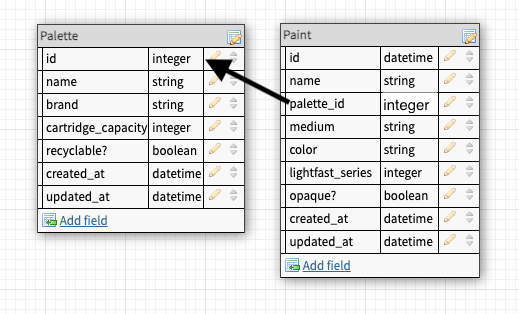 Palette
id integer
name string
brand string
cartridge_capacity integer
recyclable? boolean
created_at datetime
updated_at datetime
Add field
Paint
id datetime
name string
palette_id integer
medium string
color string
lightfast_series integer
opaque? boolean
created_at datetime
updated_at datetime
Add field